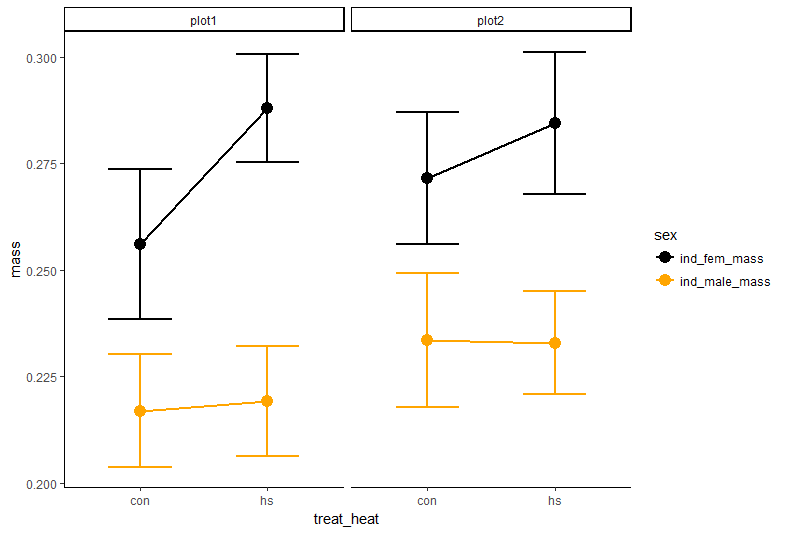 plot1
plot2
0.300
0.275
0.250
0.225
0.200
mass
con
hs
con
hs
treat_heat
sex
ind_fem_mass
ind_male_mass